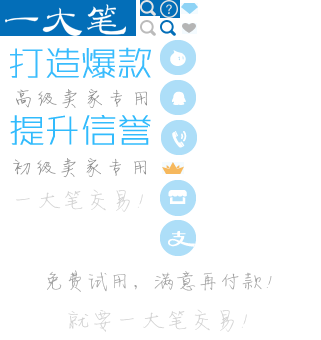 一大笔
打造爆款
高级卖家专用
提升信誉
初级卖家专用
一大笔交易!
支
免费试用，满意再付款!
就要一大笔交易!